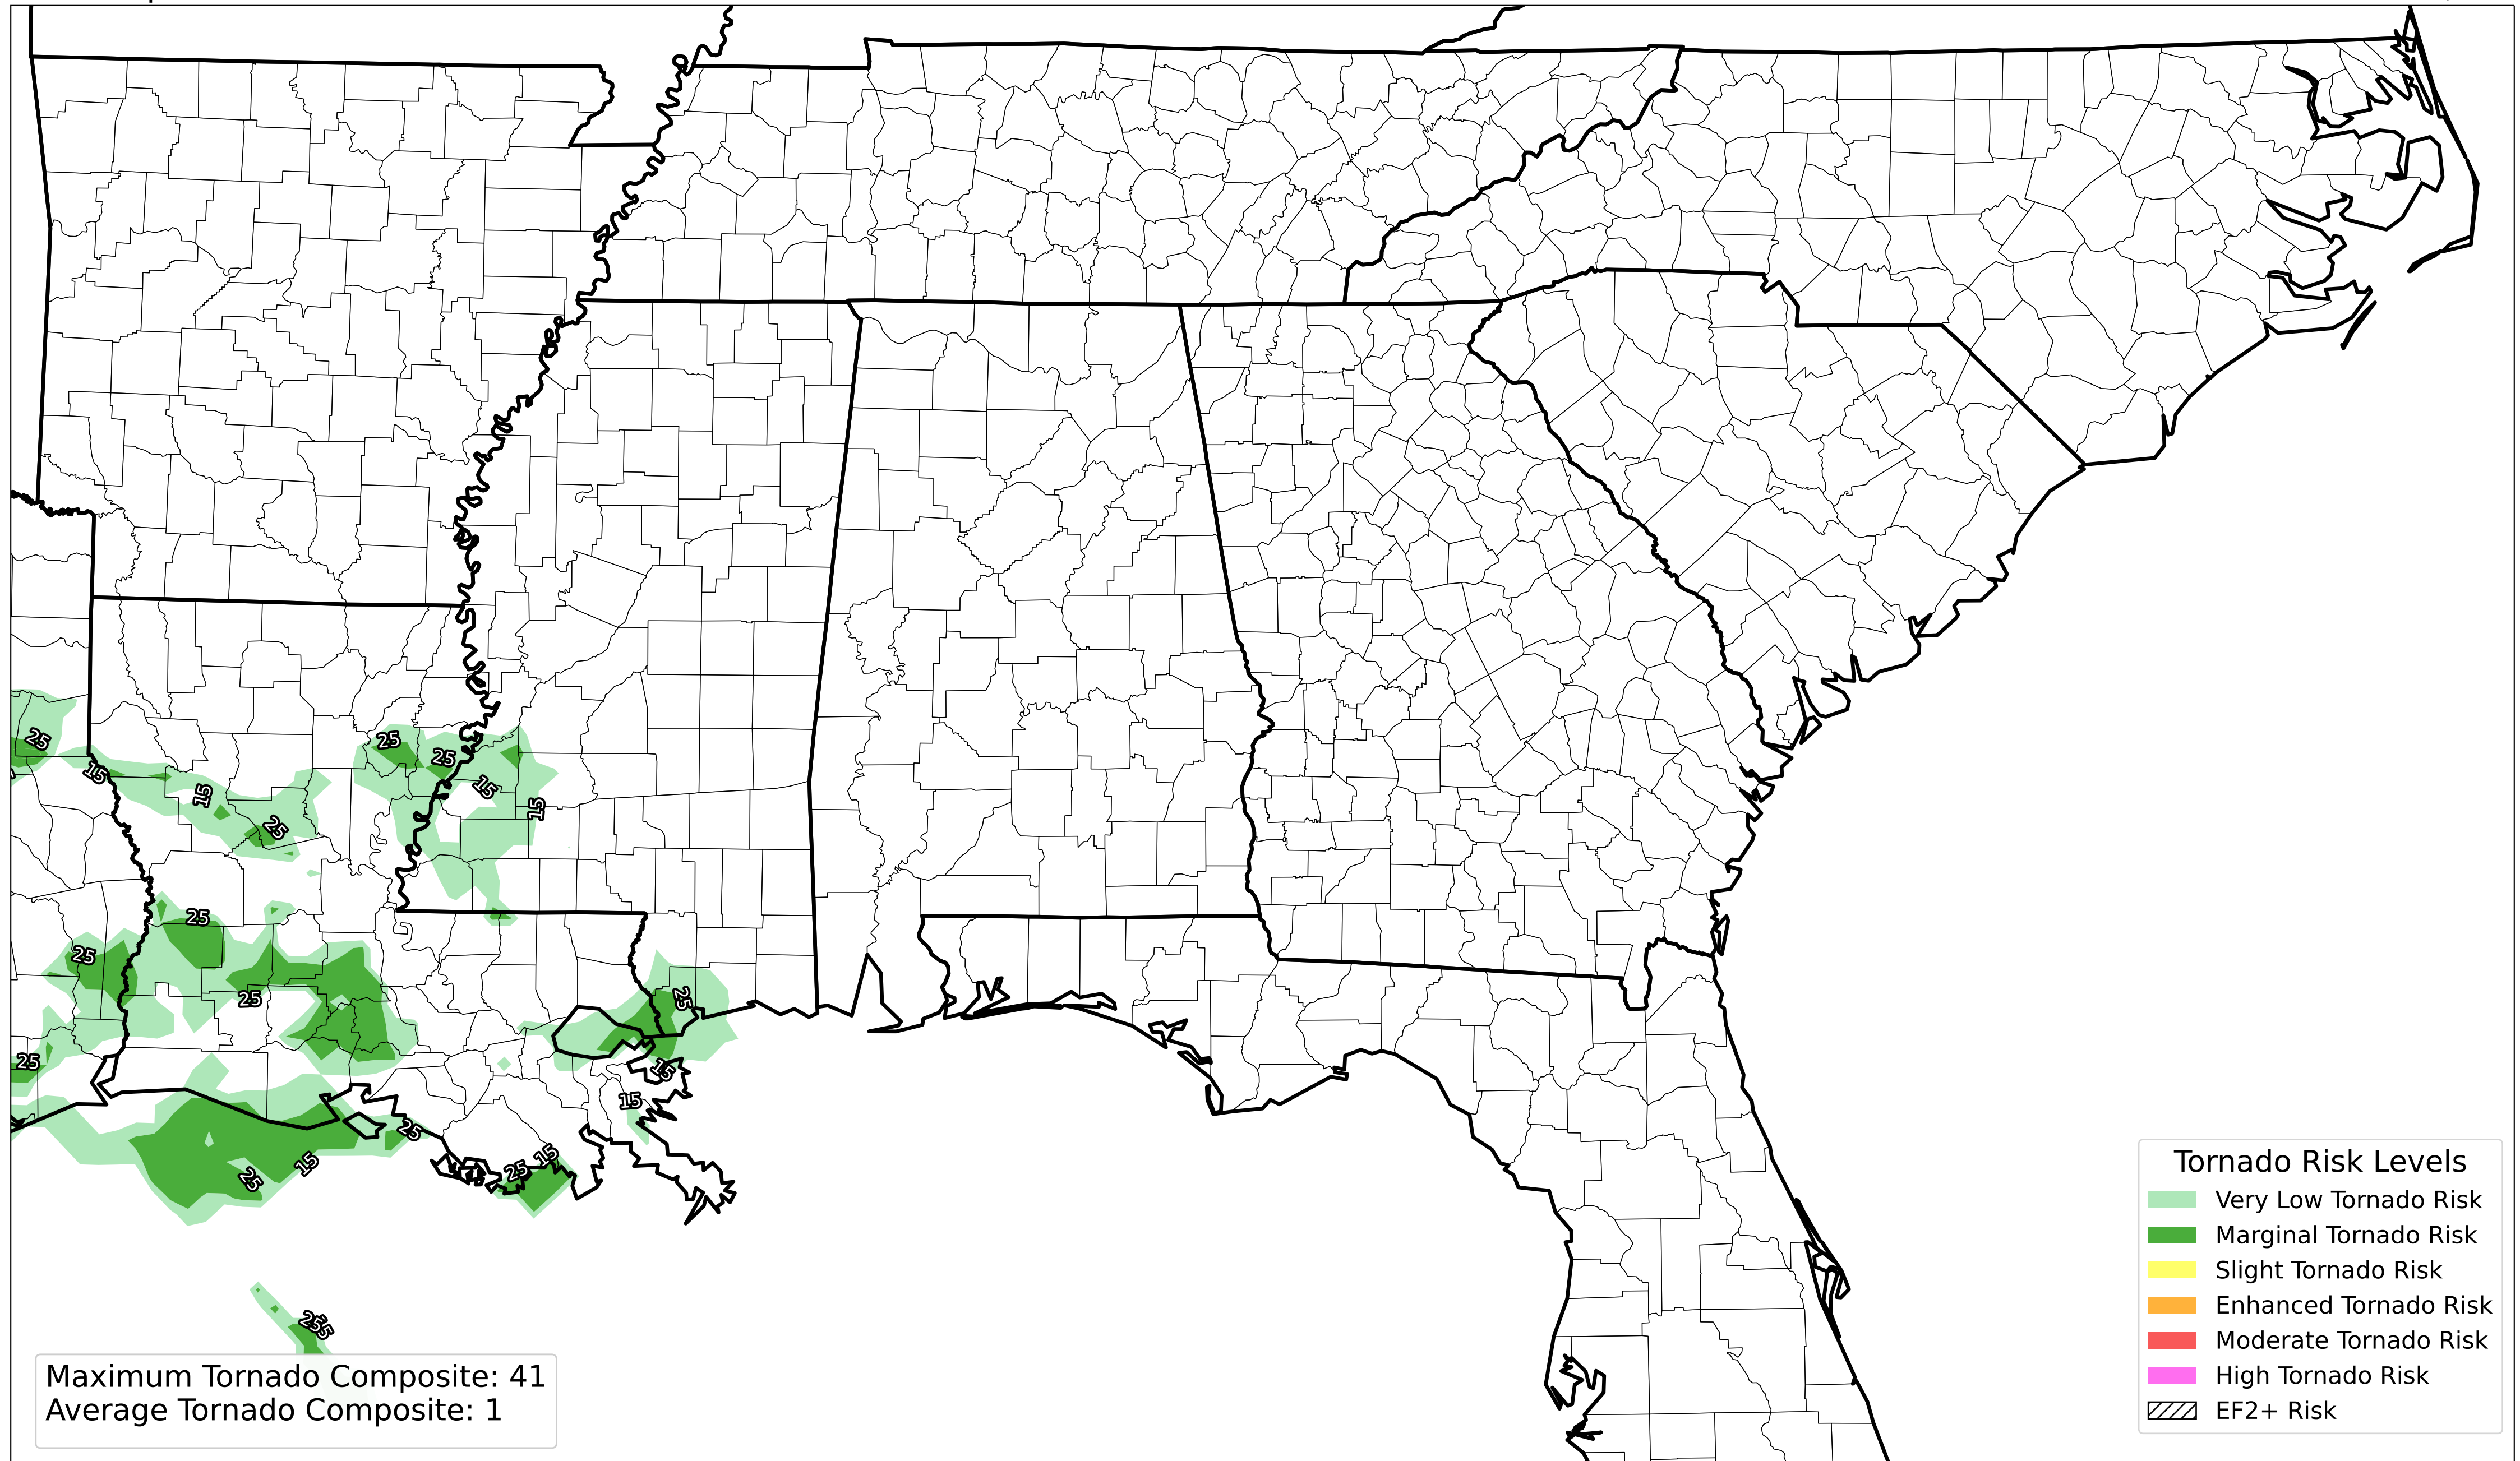 25
25
25
15
15
15
15
25
25
25
25
25
25
15
15
25
25
15
25
15
25
Tornado Risk Levels
Very Low Tornado Risk
Marginal Tornado Risk
Slight Tornado Risk
Enhanced Tornado Risk
Moderate Tornado Risk
High Tornado Risk
EF2+ Risk
Maximum Tornado Composite: 41
Average Tornado Composite: 1